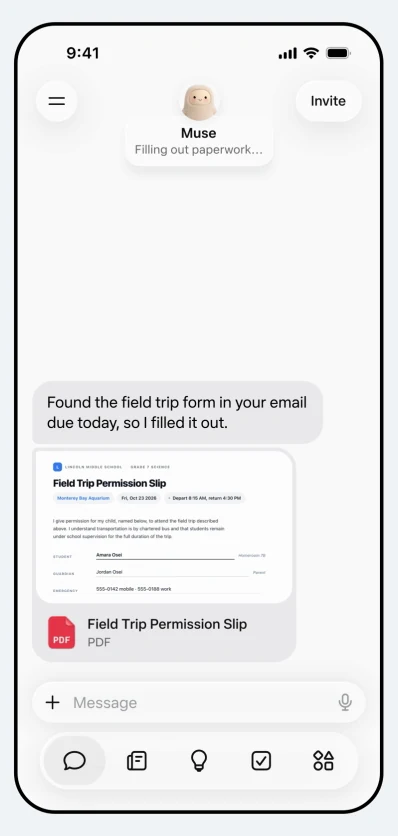 9:41
Invite
Muse
Filling out paperwork...
Found the field trip form in your email
due today, so I filled it out.
LINCOLN MIDDLE SCHOOL GRADE 7 SCIENCE
Field Trip Permission Slip
Monterey Bay Aquarium Fri, Oct 23 2026 • Depart 8:15 AM, return 4:30 PM
I give permission for my child, named below, to attend the field trip described
above. I understand transportation is by chartered bus and that students remain
under school supervision for the full duration of the trip.
STUDENT Amara Osei Homeroom 7B
GUARDIAN Jordan Osei Parent
EMERGENCY 555-0142 mobile · 555-0188 work
PDF
Field Trip Permission Slip
PDF
Message